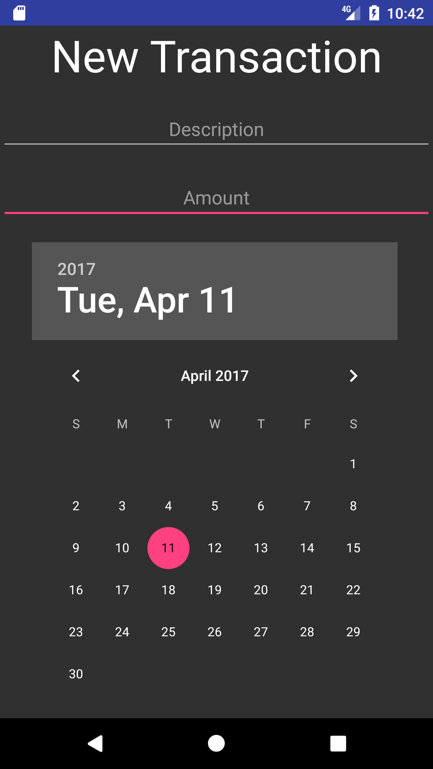 4G 10:42
New Transaction
Description
Amount
2017
Tue, Apr 11
April 2017
S M T W T F S
1
2 3 4 5 6 7 8
9 10 11 12 13 14 15
16 17 18 19 20 21 22
23 24 25 26 27 28 29
30